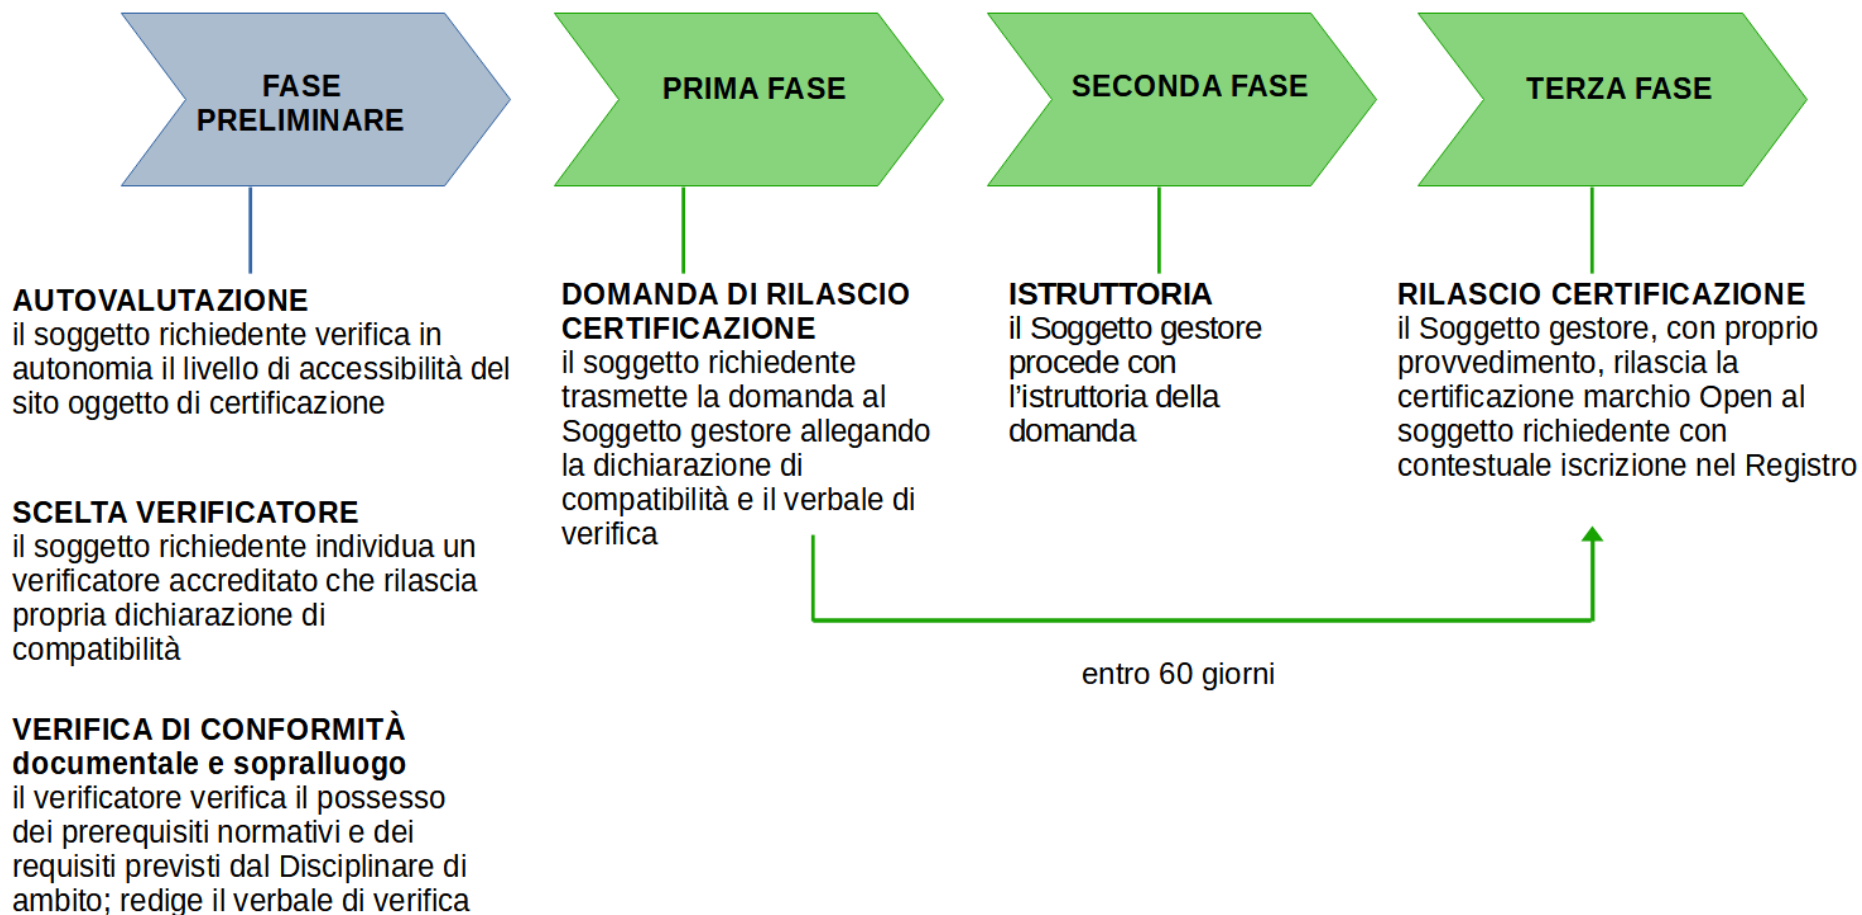 FASE
PRELIMINARE
PRIMA FASE
SECONDA FASE
TERZA FASE
AUTOVALUTAZIONE
il soggetto richiedente verifica in
autonomia il livello di accessibilità del
sito oggetto di certificazione
SCELTA VERIFICATORE
il soggetto richiedente individua un
verificatore accreditato che rilascia
propria dichiarazione di
compatibilità
VERIFICA DI CONFORMITÀ
documentale e sopralluogo
il verificatore verifica il possesso
dei prerequisiti normativi e dei
requisiti previsti dal Disciplinare di
ambito; redige il verbale di verifica
DOMANDA DI RILASCIO
CERTIFICAZIONE
il soggetto richiedente
trasmette la domanda al
Soggetto gestore allegando
la dichiarazione di
compatibilità e il verbale di
verifica
ISTRUTTORIA
il Soggetto gestore
procede con
l’istruttoria della
domanda
RILASCIO CERTIFICAZIONE
il Soggetto gestore, con proprio
provvedimento, rilascia la
certificazione marchio Open al
soggetto richiedente con
contestuale iscrizione nel Registro
entro 60 giorni